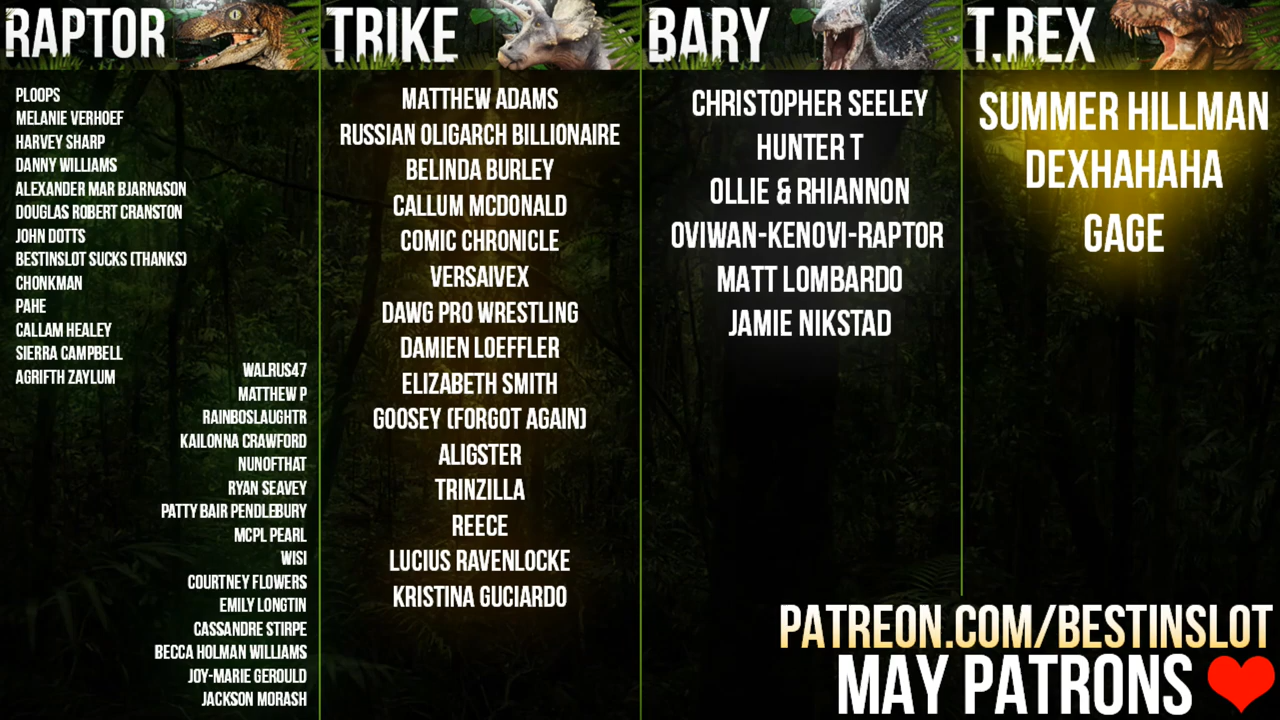 RAPTOR
PLOOPS
MELANIE VERHOEF
HARVEY SHARP
DANNY WILLIAMS
ALEXANDER MAR BJARNASON
DOUGLAS ROBERT CRANSTON
JOHN DOTTS
BESTINSLOT SUCKS (THANKS)
CHONKMAN
PAHE
CALLAM HEALEY
SIERRA CAMPBELL
AGRIFTH ZAYLUM
WALRUS47
MATTHEW P
RAINBOSLAUGHTR
KAILONNA CRAWFORD
NUNOFTHAT
RYAN SEAVEY
PATTY BAIR PENDLEBURY
MCPL PEARL
WISI
COURTNEY FLOWERS
EMILY LONGTIN
CASSANDRE STIRPE
BECCA HOLMAN WILLIAMS
JOY-MARIE GEROULD
JACKSON MORASH
TRIKE
MATTHEW ADAMS
RUSSIAN OLIGARCH BILLIONAIRE
BELINDA BURLEY
CALLUM MCDONALD
COMIC CHRONICLE
VERSAIVEX
DAWG PRO WRESTLING
DAMIEN LOEFFLER
ELIZABETH SMITH
GOOSEY (FORGOT AGAIN)
ALIGSTER
TRINZILLA
REECE
LUCIUS RAVENLOCKE
KRISTINA GUCIARDO
BARY
CHRISTOPHER SEELEY
HUNTER T
OLLIE & RHIANNON
OVIWAN-KENOVI-RAPTOR
MATT LOMBARDO
JAMIE NIKSTAD
T.REX
SUMMER HILLMAN
DEXHAHAHA
GAGE
PATREON.COM/BESTINSLOT
MAY PATRONS